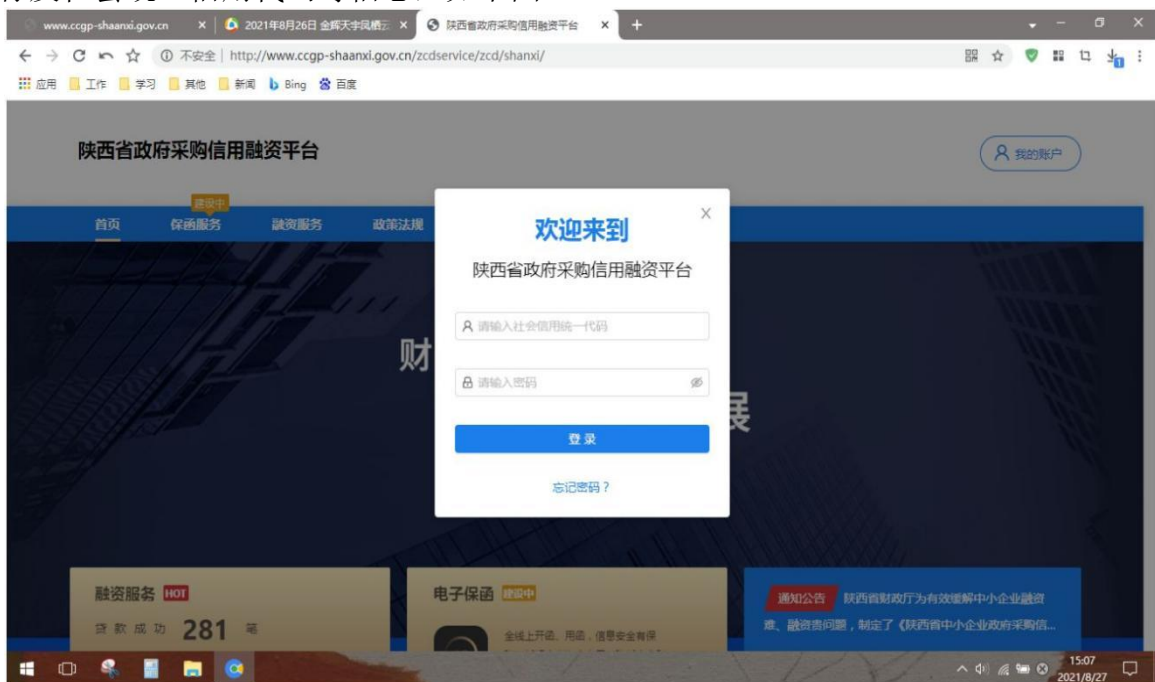 www.ccgp-shaanxi.gov.cn
2021年8月26日 金辉天宇凤栖云
陕西省政府采购信用融资平台
不安全 | http://www.ccgp-shaanxi.gov.cn/zcdservice/zcd/shanxi/
应用 工作 学习 其他 新闻 Bing 百度
陕西省政府采购信用融资平台
我的账户
建设中
首页 保函服务 融资服务 政策法规
欢迎来到
陕西省政府采购信用融资平台
请输入社会信用统一代码
财
请输入密码
展
登录
忘记密码？
融资服务 HOT
贷款成功 281 笔
电子保函 建设中
全线上开函、用函，信息安全有保
通知公告 陕西省财政厅为有效缓解中小企业融资
难、融资贵问题，制定了《陕西省中小企业政府采购信...
15:07
2021/8/27